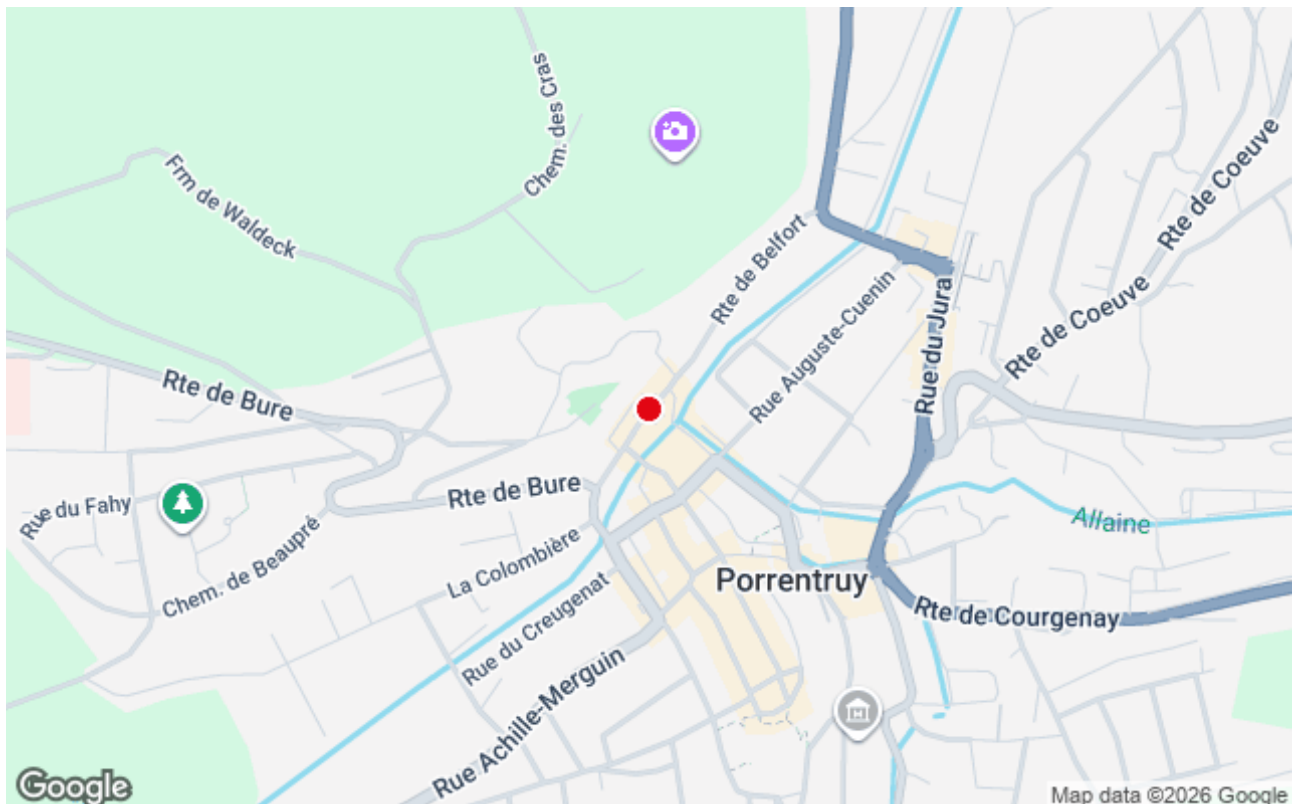 Chem. des Cras
Frm de Waldeck
Rte de Belfort
Rte de Coeuve
Rte de Coeuve
Rue Auguste-Cuenin
Rue du Jura
Rte de Bure
Rte de Bure
Rue du Fahy
Chem. de Beaupré
La Colombière
Allaine
Rue du Creugenat
Porrentruy
Rte de Courgenay
Rue Achille-Merguin
Google
Map data ©2026 Google